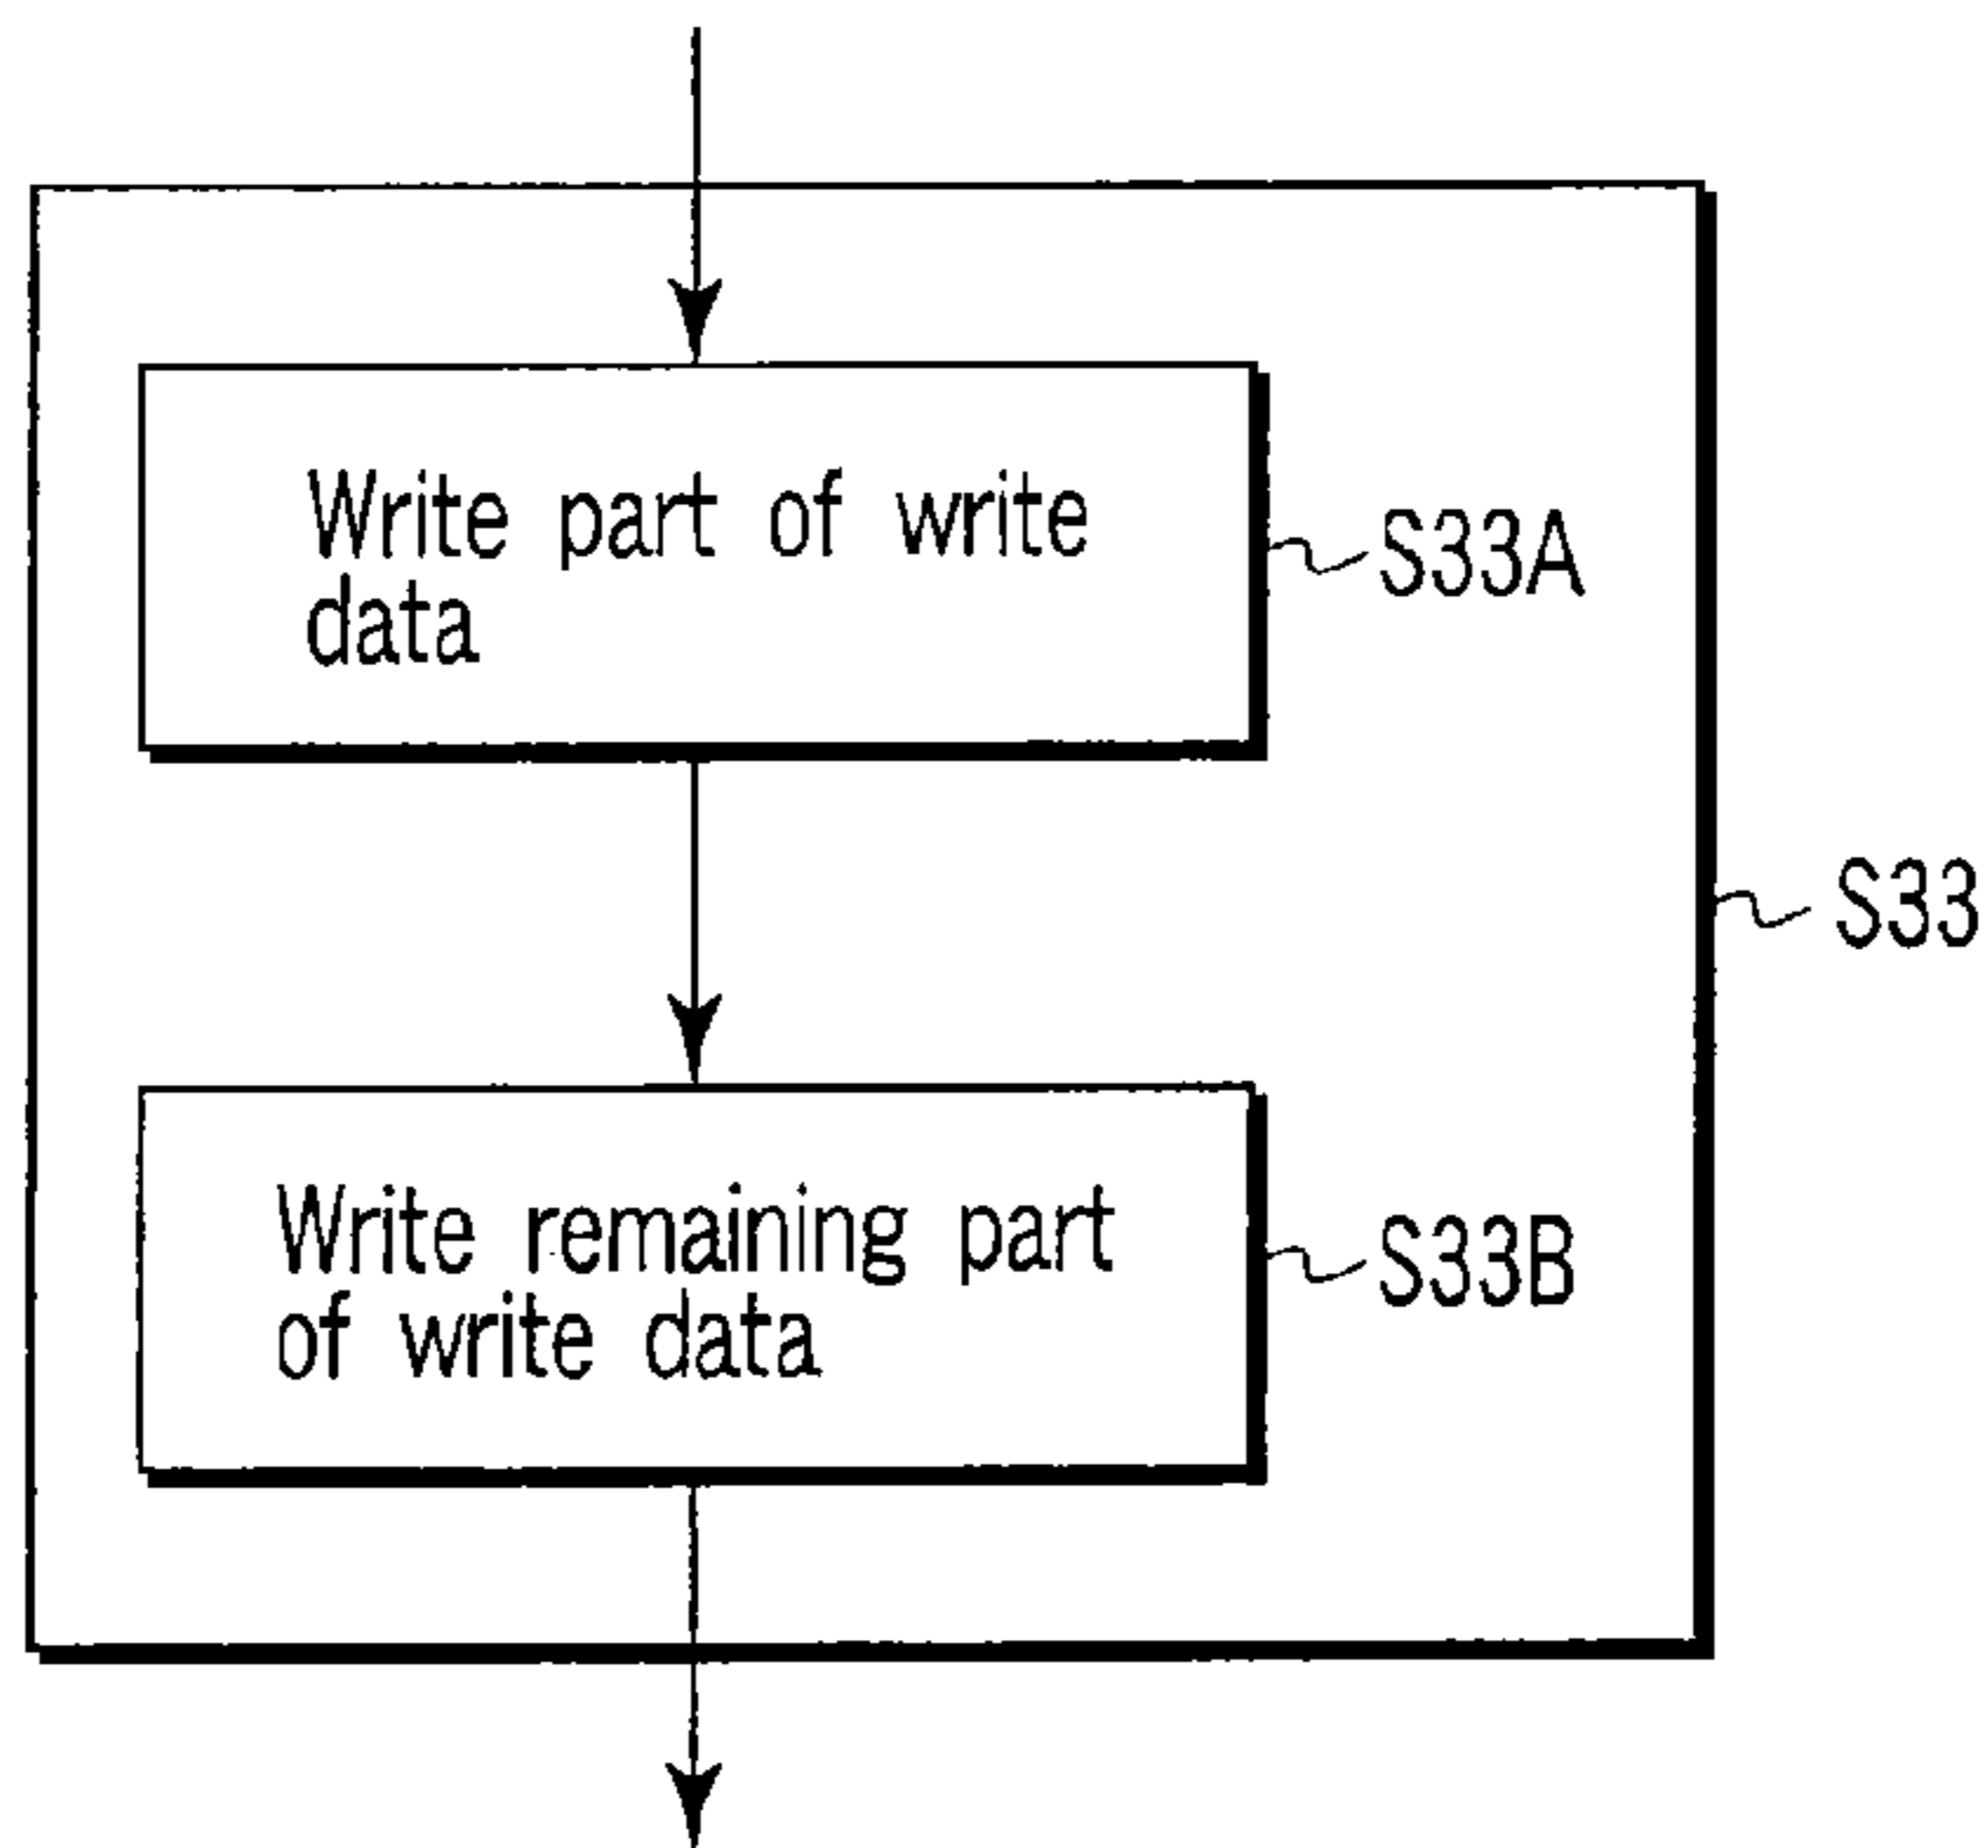 Write part of write
data
S33A
S33
Write remaining part
of write data
S33B